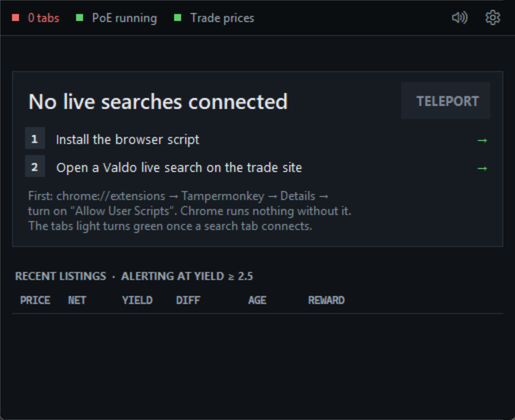 0 tabs PoE running Trade prices
No live searches connected
TELEPORT
1 Install the browser script →
2 Open a Valdo live search on the trade site →
First: chrome://extensions → Tampermonkey → Details →
turn on “Allow User Scripts”. Chrome runs nothing without it.
The tabs light turns green once a search tab connects.
RECENT LISTINGS · ALERTING AT YIELD ≥ 2.5
PRICE NET YIELD DIFF AGE REWARD